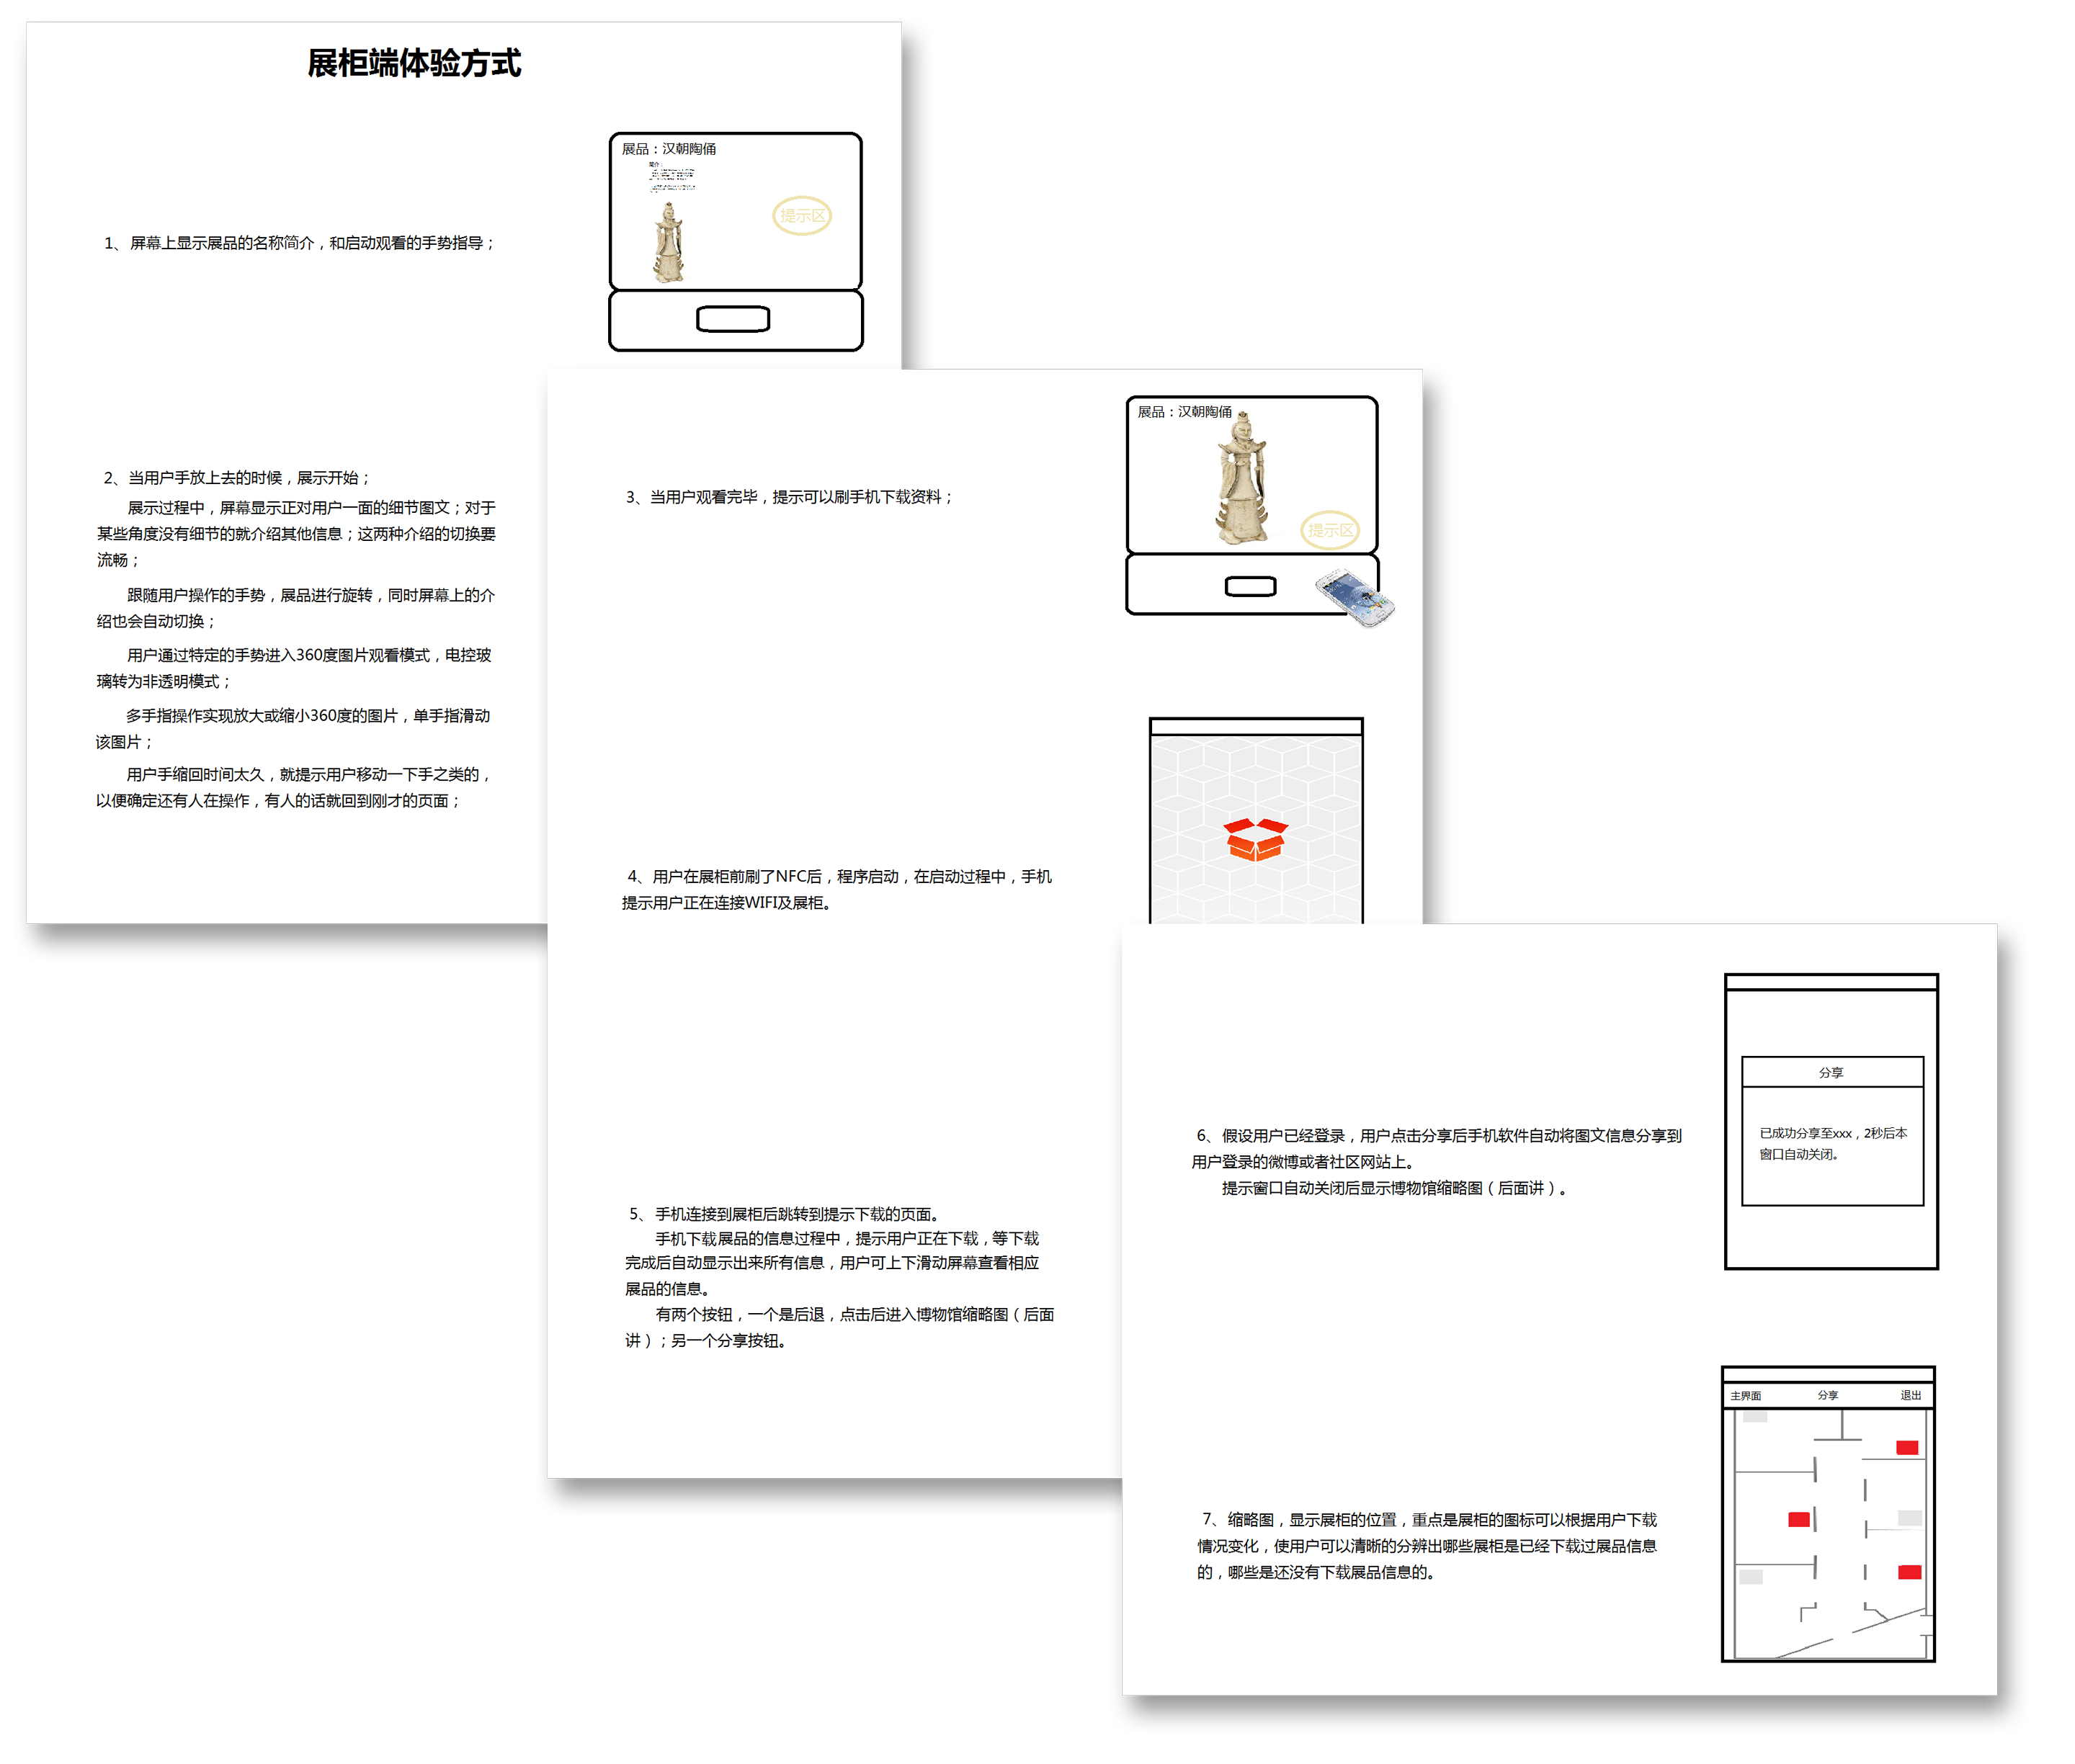 展柜端体验方式
展品：汉朝陶俑
简介：
提示区
1、屏幕上显示展品的名称简介，和启动观看的手势指导；
2、当用户手放上去的时候，展示开始；
展示过程中，屏幕显示正对用户一面的细节图文；对于
某些角度没有细节的就介绍其他信息；这两种介绍的切换要
流畅；
跟随用户操作的手势，展品进行旋转，同时屏幕上的介
绍也会自动切换；
用户通过特定的手势进入360度图片观看模式，电控玻
璃转为非透明模式；
多手指操作实现放大或缩小360度的图片，单手指滑动
该图片；
用户手缩回时间太久，就提示用户移动一下手之类的，
以便确定还有人在操作，有人的话就回到刚才的页面；
展品：汉朝陶俑
提示区
3、当用户观看完毕，提示可以刷手机下载资料；
4、用户在展柜前刷了NFC后，程序启动，在启动过程中，手机
提示用户正在连接WIFI及展柜。
5、手机连接到展柜后跳转到提示下载的页面。
手机下载展品的信息过程中，提示用户正在下载，等下载
完成后自动显示出来所有信息，用户可上下滑动屏幕查看相应
展品的信息。
有两个按钮，一个是后退，点击后进入博物馆缩略图（后面
讲）；另一个分享按钮。
分享
已成功分享至xxx，2秒后本
窗口自动关闭。
6、假设用户已经登录，用户点击分享后手机软件自动将图文信息分享到
用户登录的微博或者社区网站上。
提示窗口自动关闭后显示博物馆缩略图（后面讲）。
主界面 分享 退出
7、缩略图，显示展柜的位置，重点是展柜的图标可以根据用户下载
情况变化，使用户可以清晰的分辨出哪些展柜是已经下载过展品信息
的，哪些是还没有下载展品信息的。